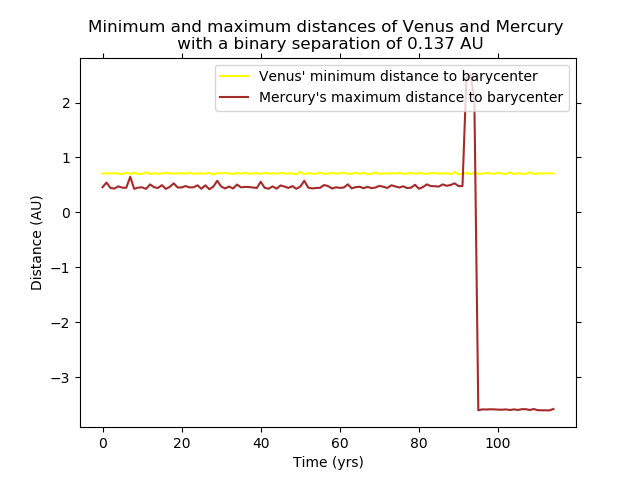 Minimum and maximum distances of Venus and Mercury
with a binary separation of 0.137 AU
Venus' minimum distance to barycenter
Mercury's maximum distance to barycenter
Distance (AU)
2
1
0
−1
−2
−3
0 20 40 60 80 100
Time (yrs)